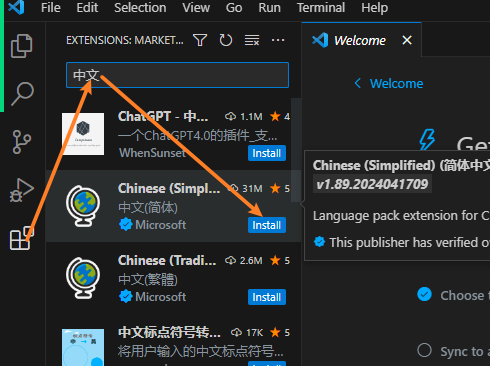 File Edit Selection View Go Run Terminal Help
EXTENSIONS: MARKET...
Welcome
中文
Welcome
ChatGPT - 中... 1.1M 4
一个ChatGPT4.0的插件_支...
WhenSunset Install
Get
Chinese (Simpl... 31M 5
中文(简体)
Microsoft Install
Chinese (Simplified) (简体中文
v1.89.2024041709
Language pack extension for C
This publisher has verified o
Chinese (Tradi... 2.6M 5
中文(繁體)
Microsoft Install
Choose t
中文标点符号转... 17K 5
将用户输入的中文标点符号...
Install
Sync to a